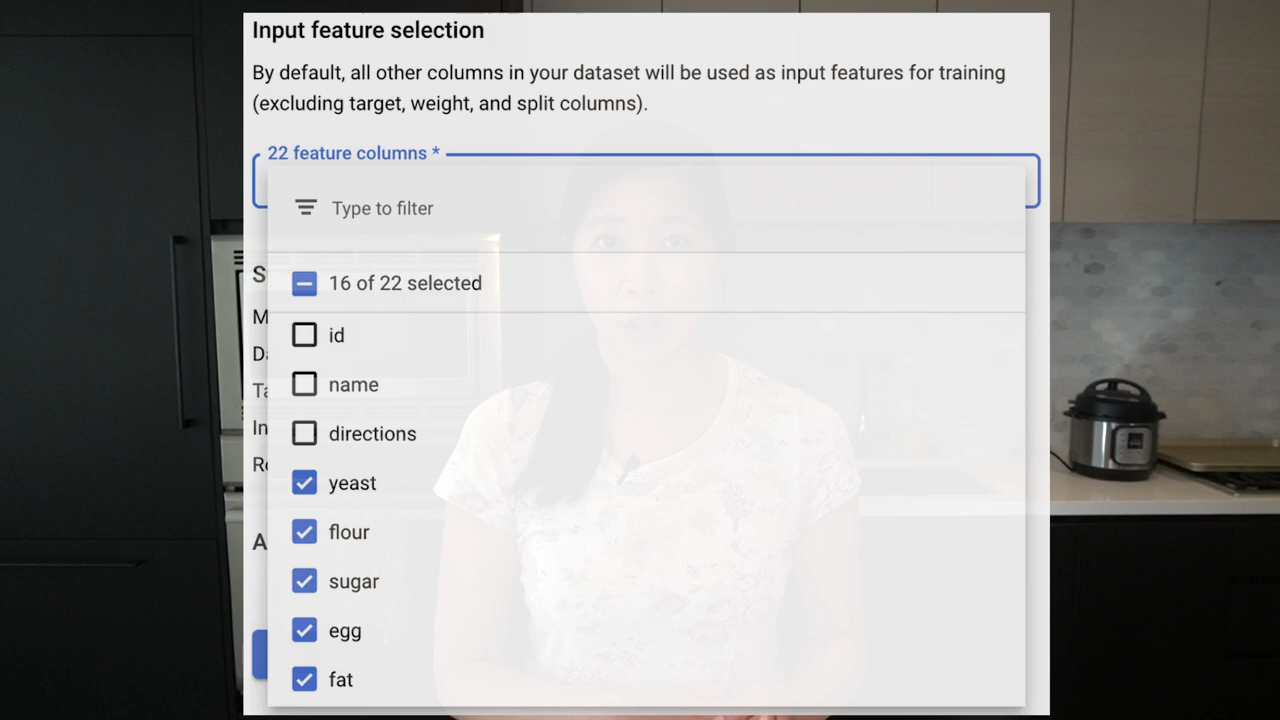 Input feature selection
By default, all other columns in your dataset will be used as input features for training
(excluding target, weight, and split columns).
22 feature columns *
Type to filter
16 of 22 selected
id
name
directions
yeast
flour
sugar
egg
fat